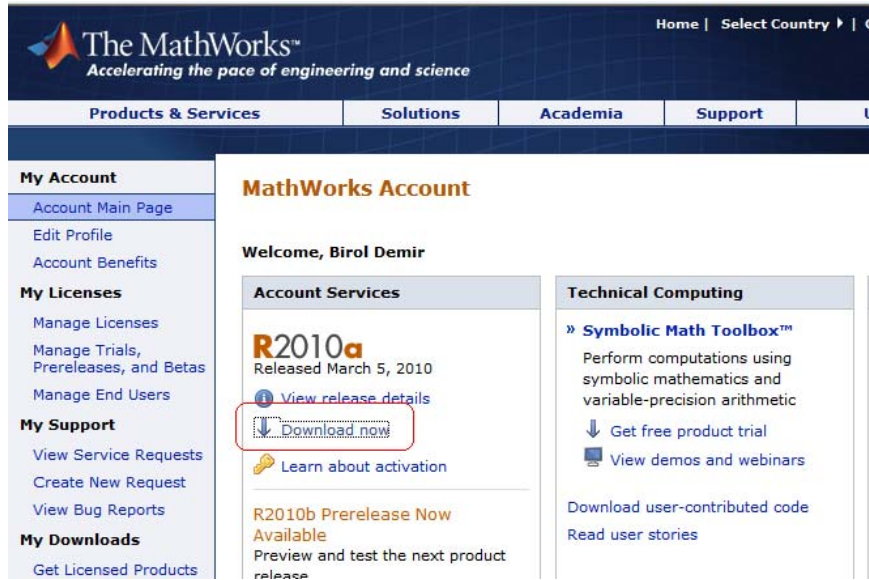 Home | Select Country |
The MathWorks™
Accelerating the pace of engineering and science
Products & Services Solutions Academia Support
My Account
Account Main Page
Edit Profile
Account Benefits
My Licenses
Manage Licenses
Manage Trials,
Prereleases, and Betas
Manage End Users
My Support
View Service Requests
Create New Request
View Bug Reports
My Downloads
Get Licensed Products
MathWorks Account
Welcome, Birol Demir
Account Services
R2010a
Released March 5, 2010
View release details
Download now
Learn about activation
R2010b Prerelease Now
Available
Preview and test the next product
release
Technical Computing
» Symbolic Math Toolbox™
Perform computations using
symbolic mathematics and
variable-precision arithmetic
Get free product trial
View demos and webinars
Download user-contributed code
Read user stories